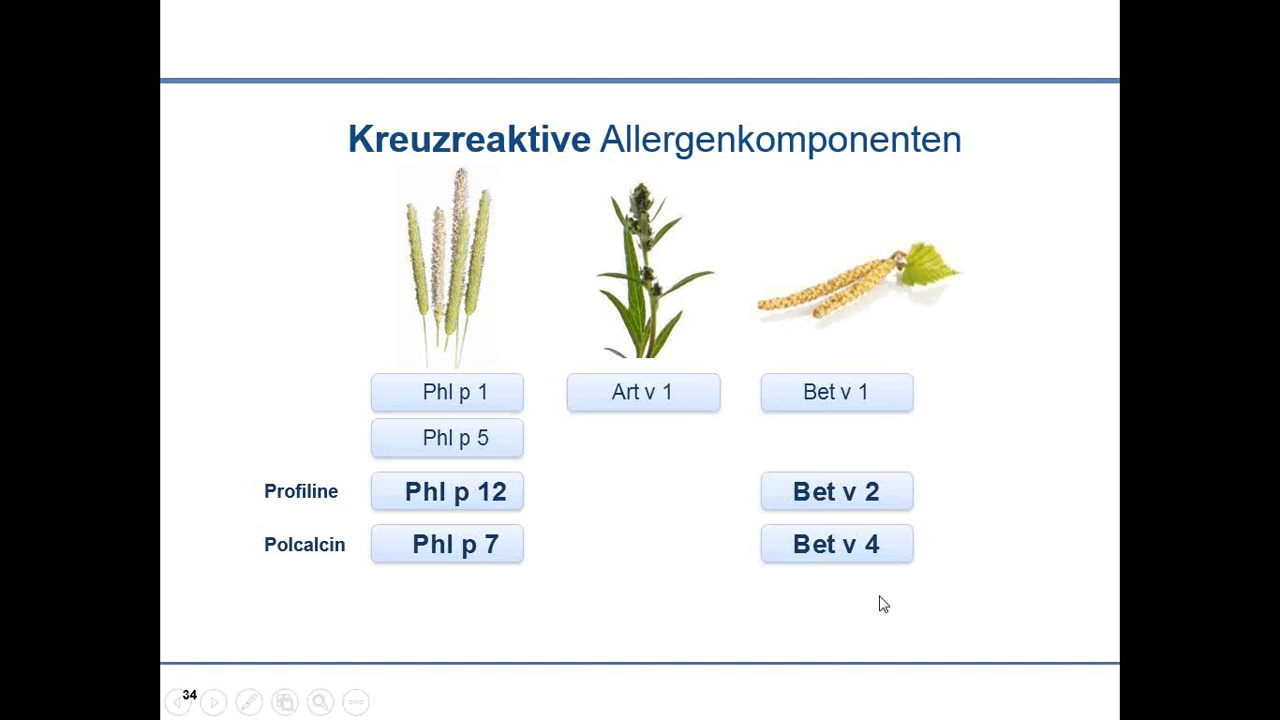 Kreuzreaktive Allergenkomponenten
Phl p 1 Art v 1 Bet v 1
Phl p 5
Profiline Phl p 12 Bet v 2
Polcalcin Phl p 7 Bet v 4
34